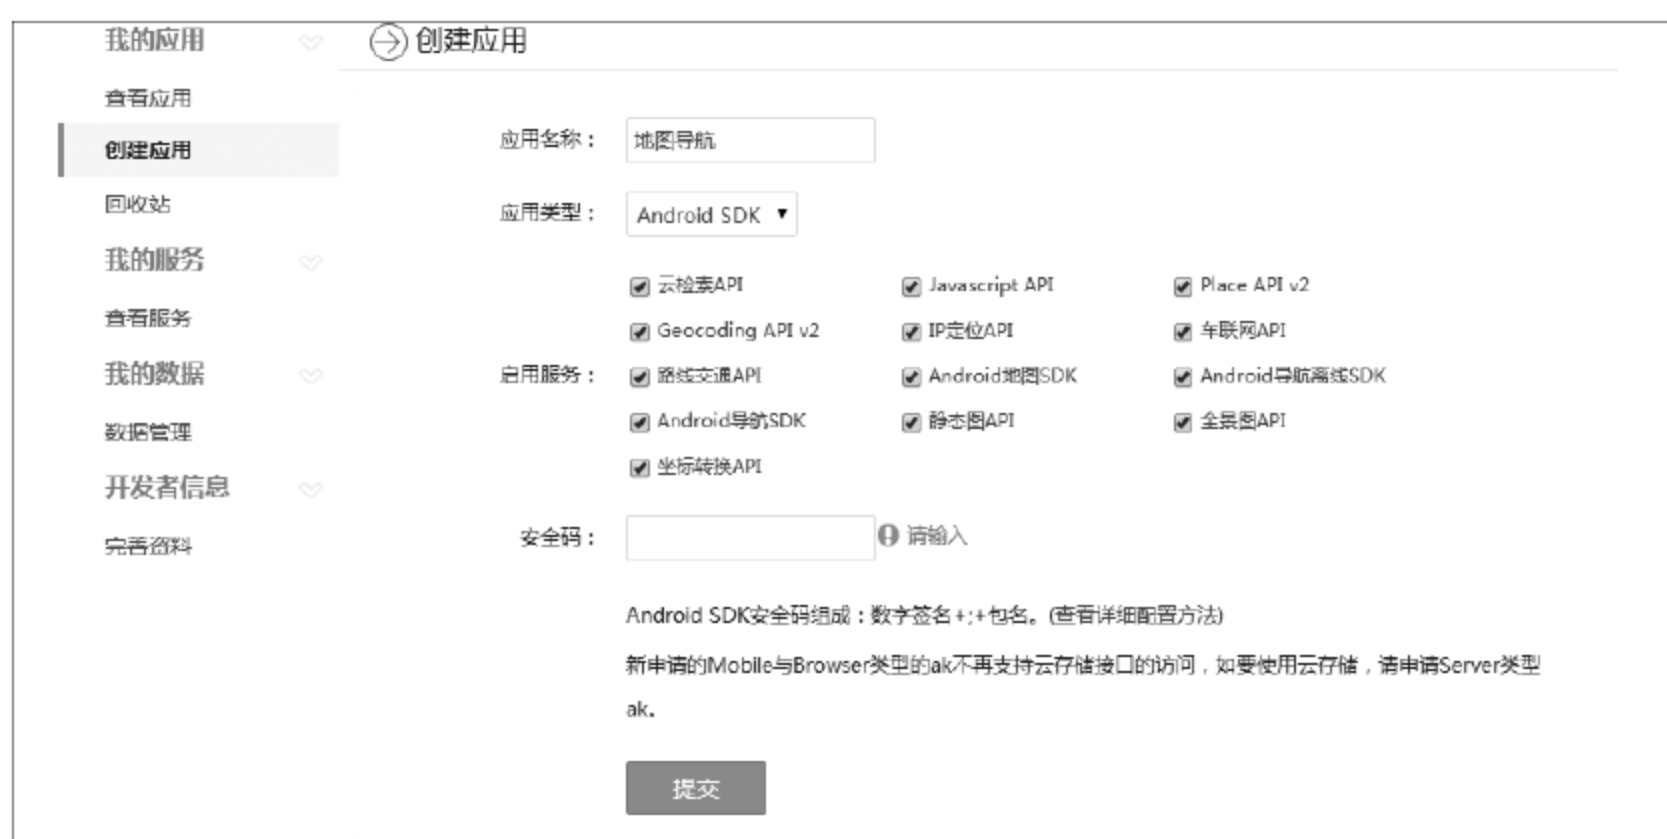 我的应用
查看应用
创建应用
回收站
我的服务
查看服务
我的数据
数据管理
开发者信息
完善资料
创建应用
应用名称： 地图导航
应用类型： Android SDK
启用服务：
云检索API Javascript API Place API v2
Geocoding API v2 IP定位API 车联网API
路线交通API Android地图SDK Android导航离线SDK
Android导航SDK 静态图API 全景图API
坐标转换API
安全码： 请输入
Android SDK安全码组成：数字签名+;+包名。(查看详细配置方法)
新申请的Mobile与Browser类型的ak不再支持云存储接口的访问，如要使用云存储，请申请Server类型
ak。
提交